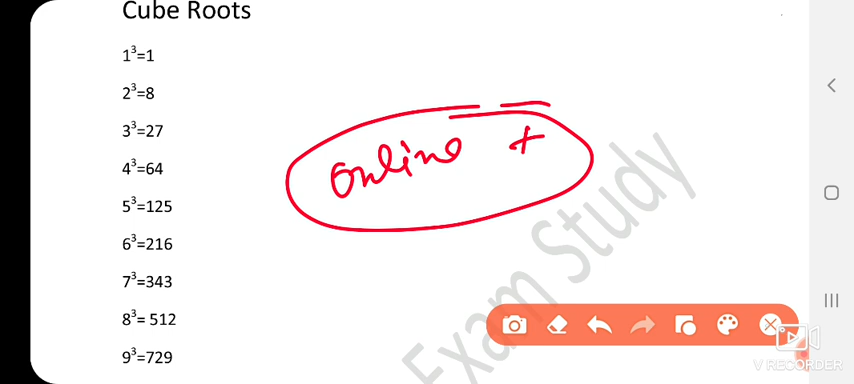 Cube Roots
1³=1
2³=8
3³=27
4³=64
5³=125
6³=216
7³=343
8³= 512
9³=729
Online +
Exam Study
V RECORDER